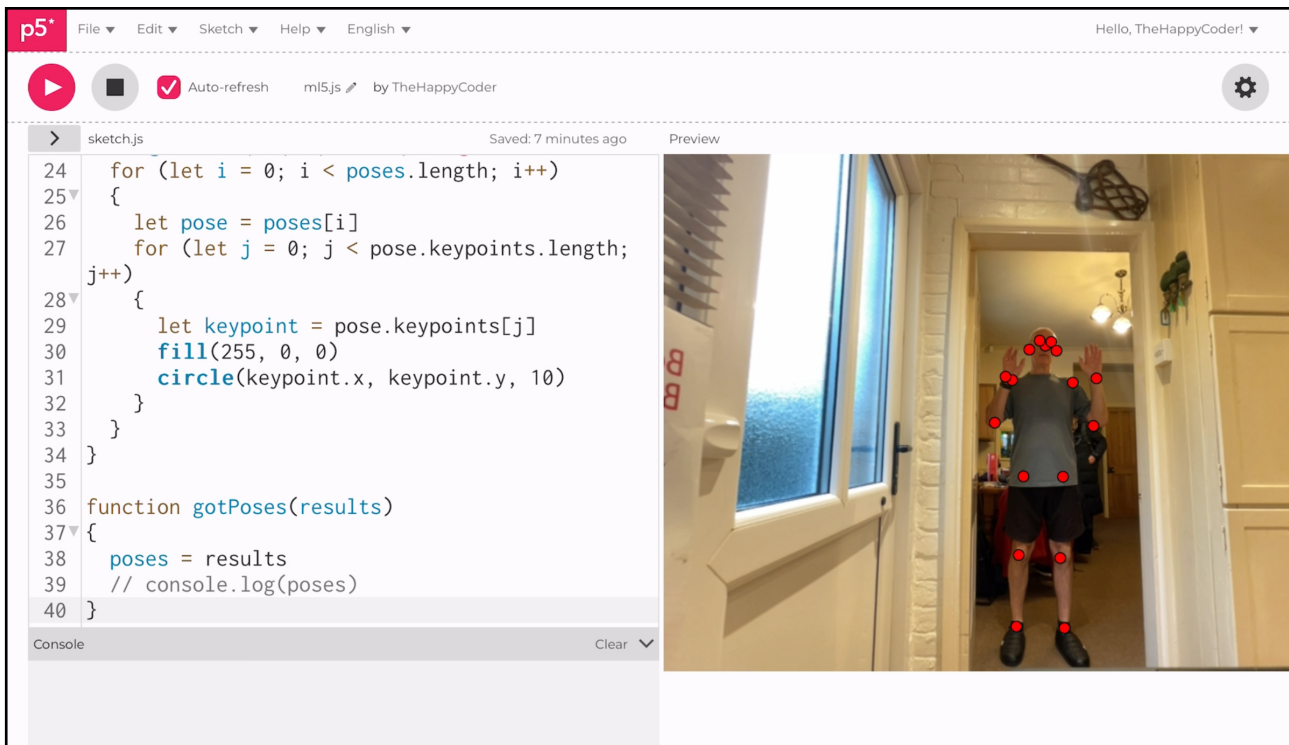 p5* File Edit Sketch Help English Hello, TheHappyCoder!
Auto-refresh ml5.js by TheHappyCoder
sketch.js Saved: 7 minutes ago Preview
24 for (let i = 0; i < poses.length; i++)
25 {
26 let pose = poses[i]
27 for (let j = 0; j < pose.keypoints.length;
j++)
28 {
29 let keypoint = pose.keypoints[j]
30 fill(255, 0, 0)
31 circle(keypoint.x, keypoint.y, 10)
32 }
33 }
34 }
35
36 function gotPoses(results)
37 {
38 poses = results
39 // console.log(poses)
40 }
Console Clear